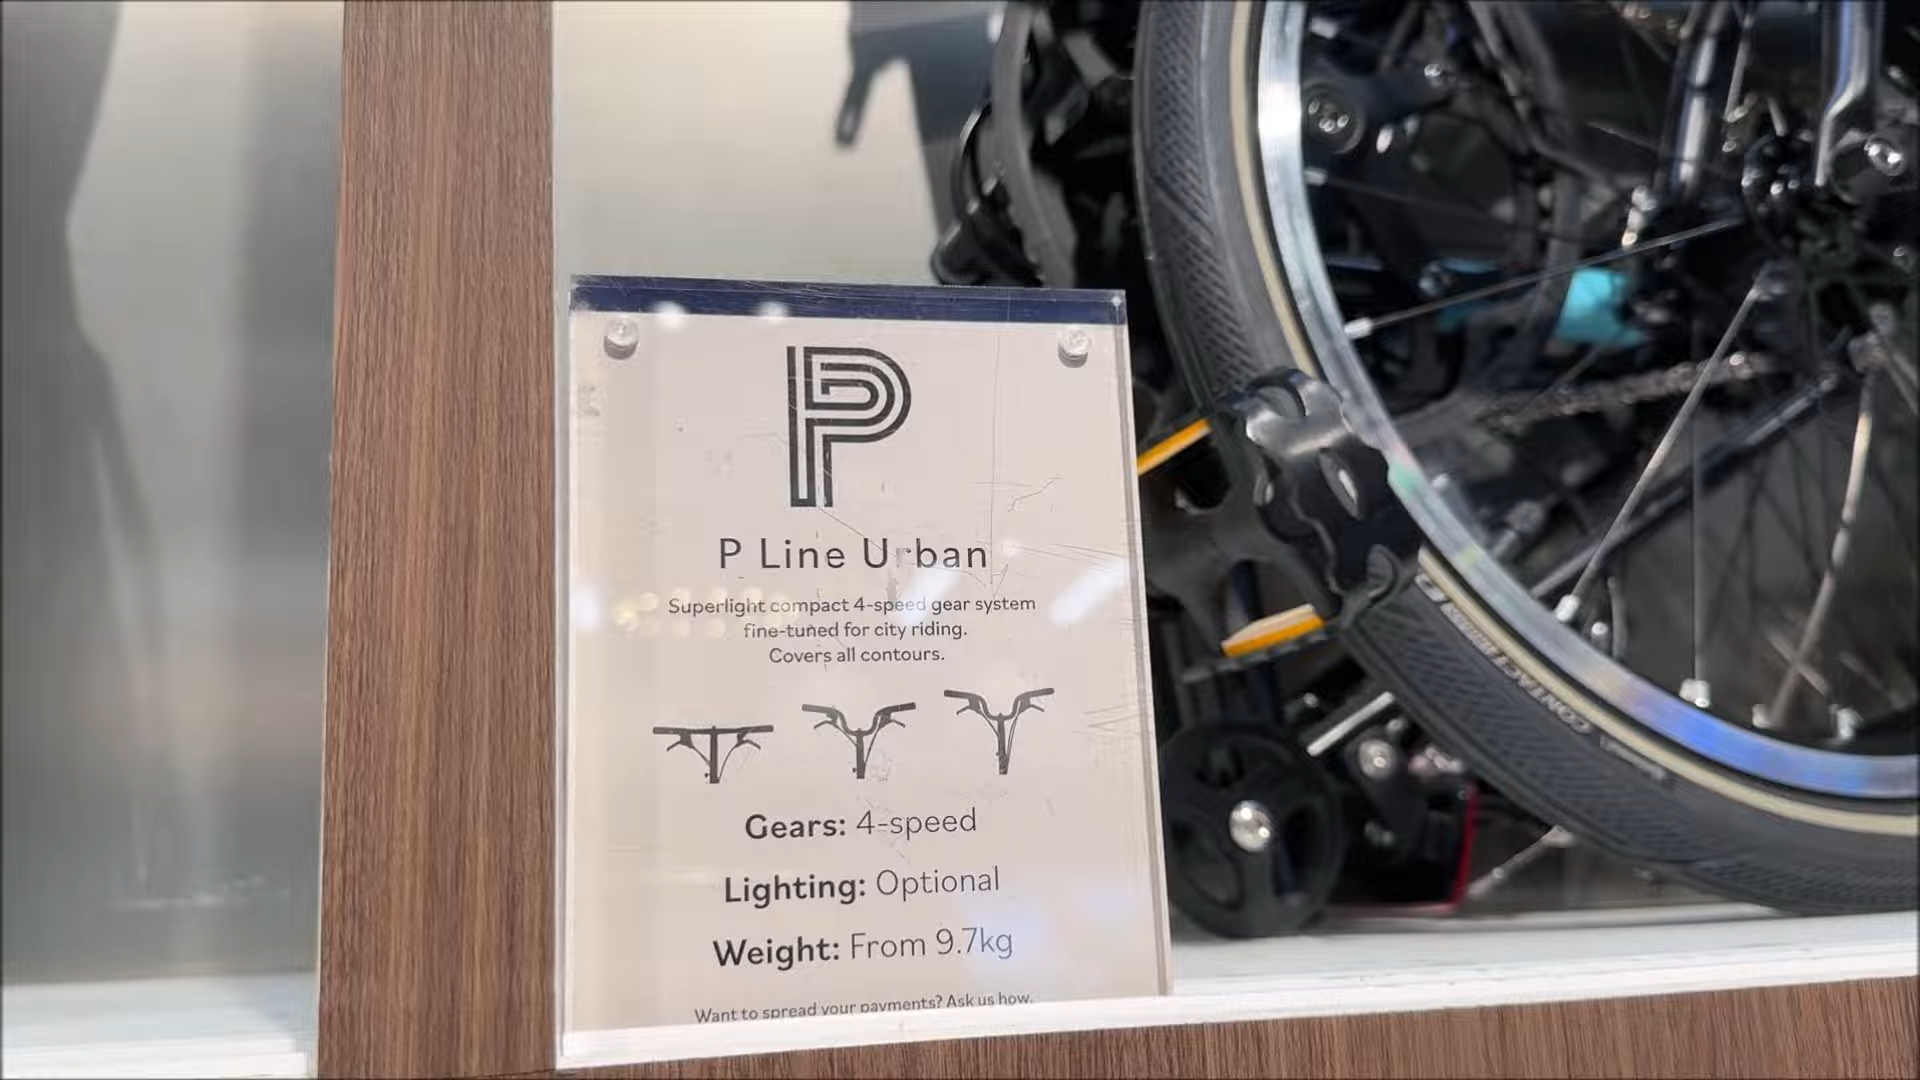 P
P Line Urban
Superlight compact 4-speed gear system
fine-tuned for city riding.
Covers all contours.
Gears: 4-speed
Lighting: Optional
Weight: From 9.7kg
Want to spread your payments? Ask us how.
CONTACT